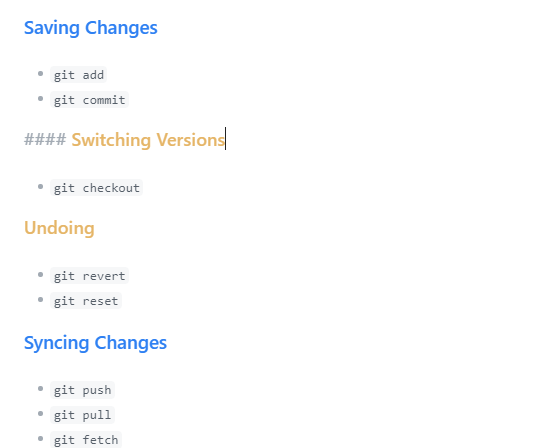 Saving Changes
git add
git commit
#### Switching Versions
git checkout
Undoing
git revert
git reset
Syncing Changes
git push
git pull
git fetch